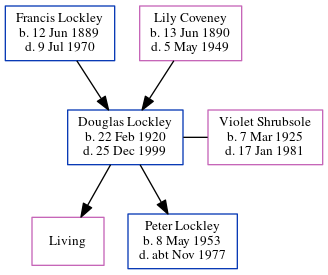 Francis Lockley
b. 12 Jun 1889
d. 9 Jul 1970
Lily Coveney
b. 13 Jun 1890
d. 5 May 1949
Douglas Lockley
b. 22 Feb 1920
d. 25 Dec 1999
Violet Shrubsole
b. 7 Mar 1925
d. 17 Jan 1981
Living
Peter Lockley
b. 8 May 1953
d. abt Nov 1977